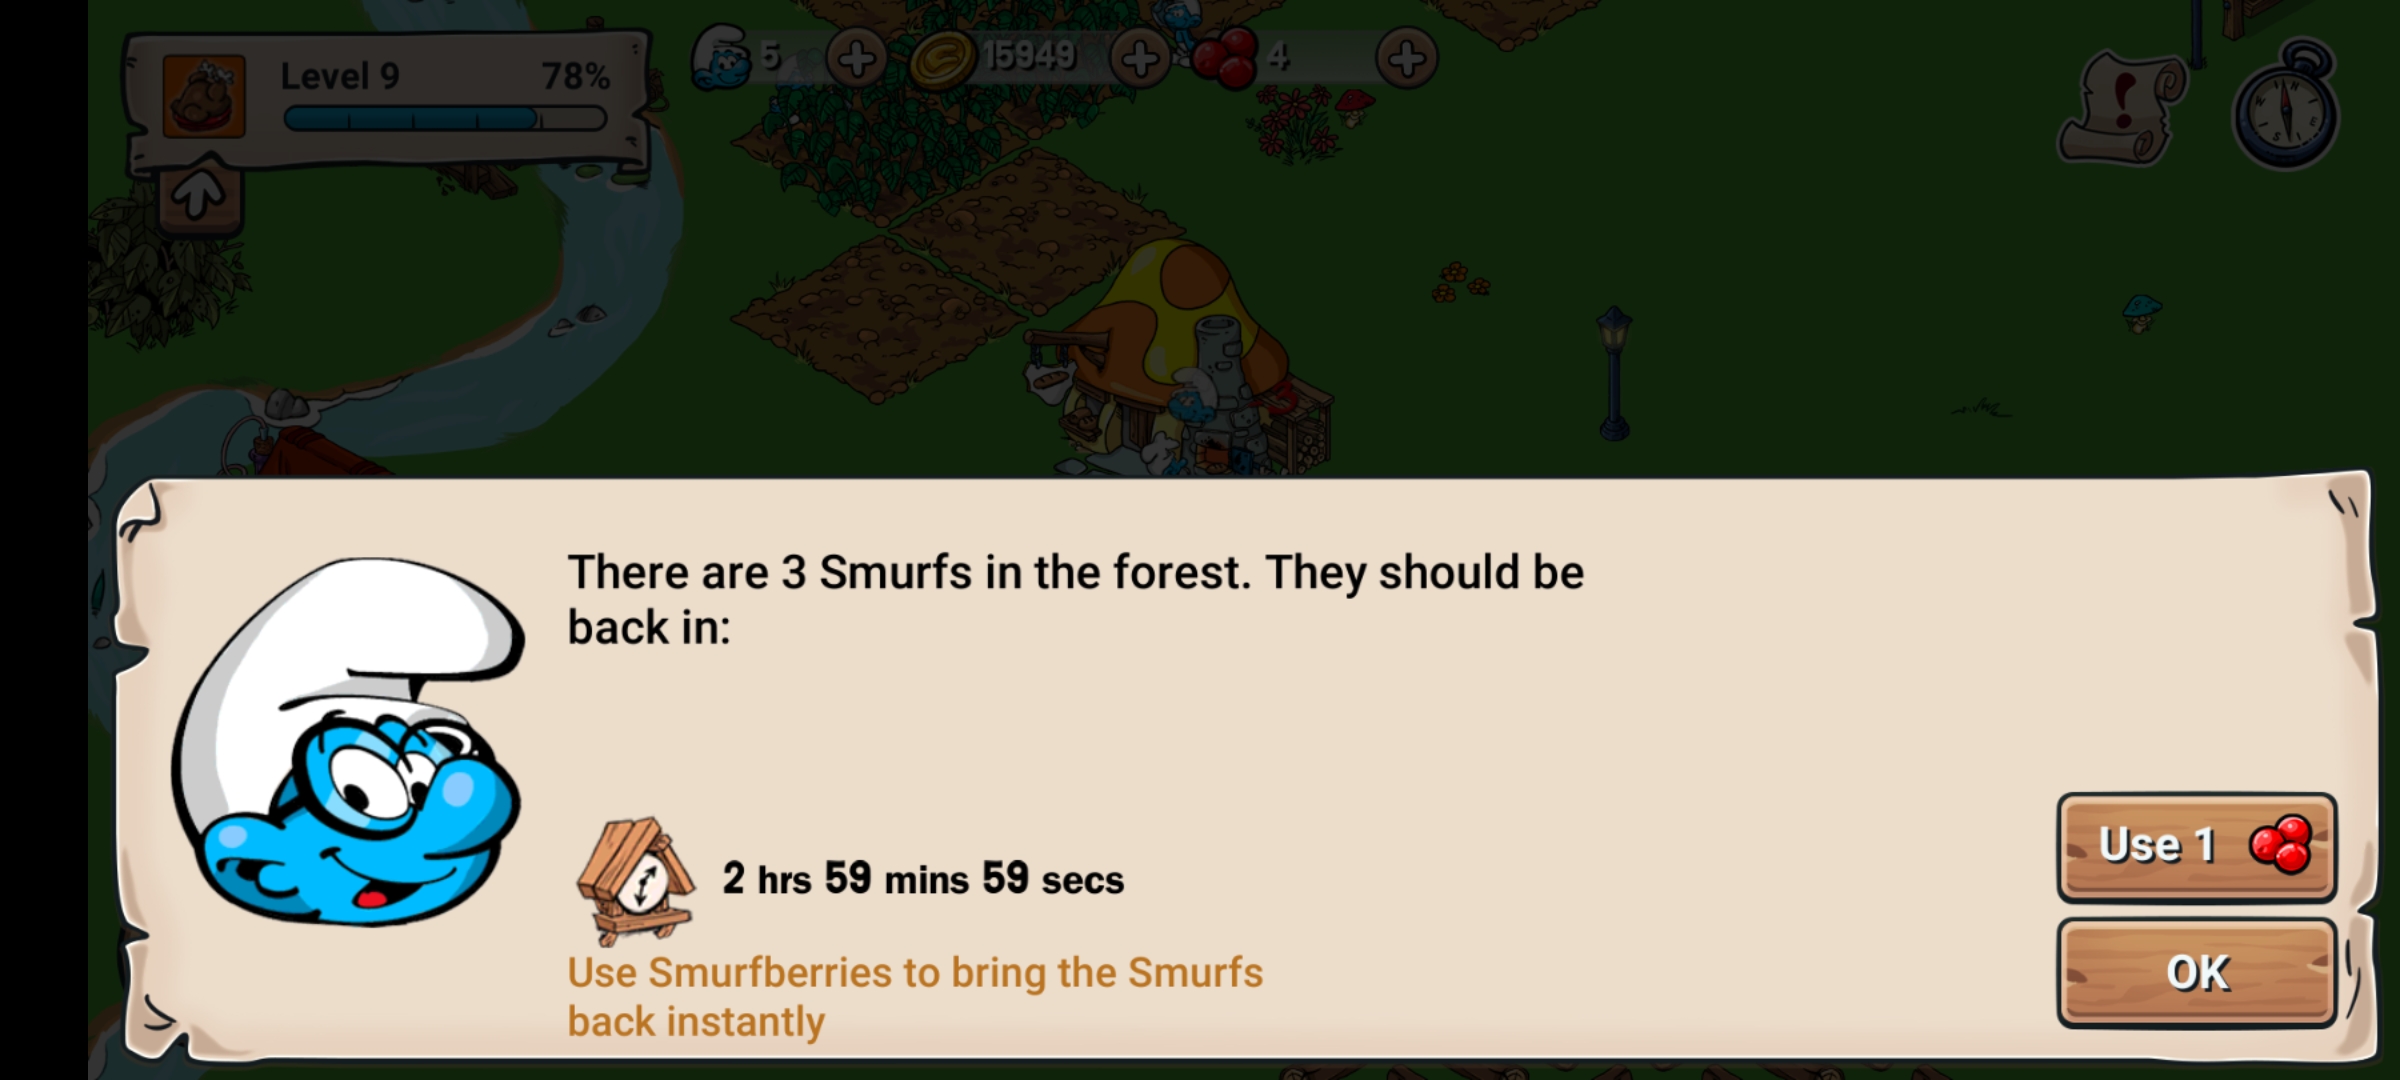 Level 9 78%
5 15949 4
There are 3 Smurfs in the forest. They should be
back in:
2 hrs 59 mins 59 secs
Use Smurfberries to bring the Smurfs
back instantly
Use 1
OK